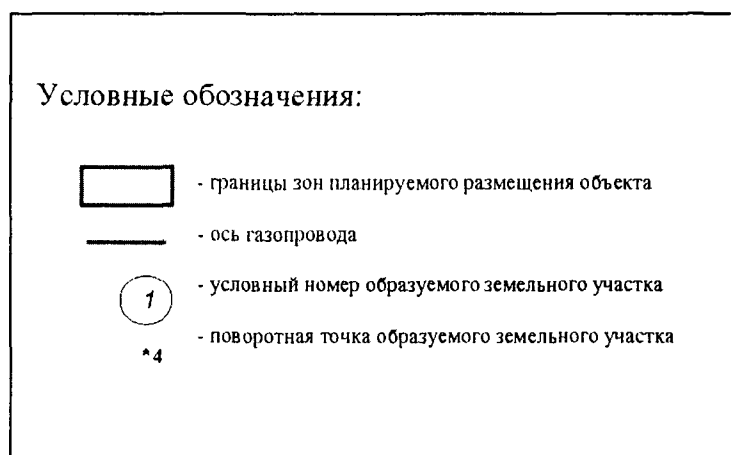 Условные обозначения:
- границы зон планируемого размещения объекта
- ось газопровода
1 - условный номер образуемого земельного участка
*4 - поворотная точка образуемого земельного участка